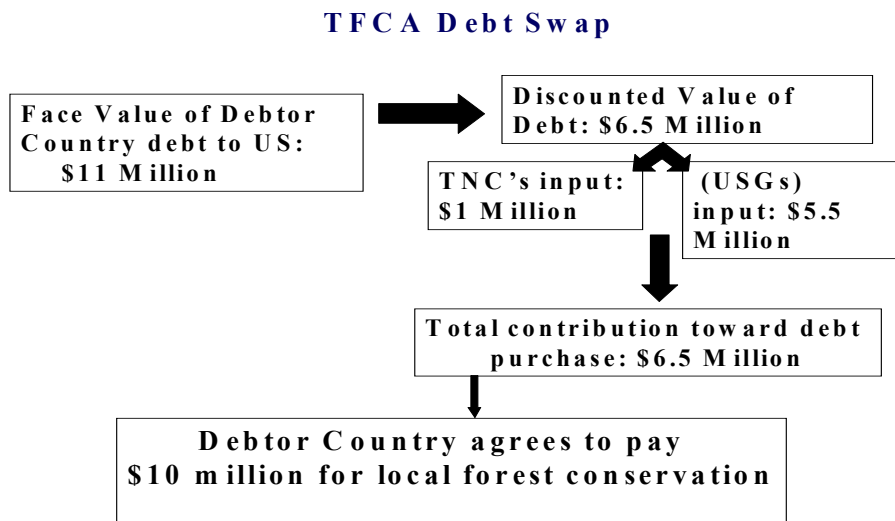 TFCA Debt Swap
Face Value of Debtor
Country debt to US:
$11 Million
Discounted Value of
Debt: $6.5 Million
TNC's input:
$1 Million
(USGs)
input: $5.5
Million
Total contribution toward debt
purchase: $6.5 Million
Debtor Country agrees to pay
$10 million for local forest conservation